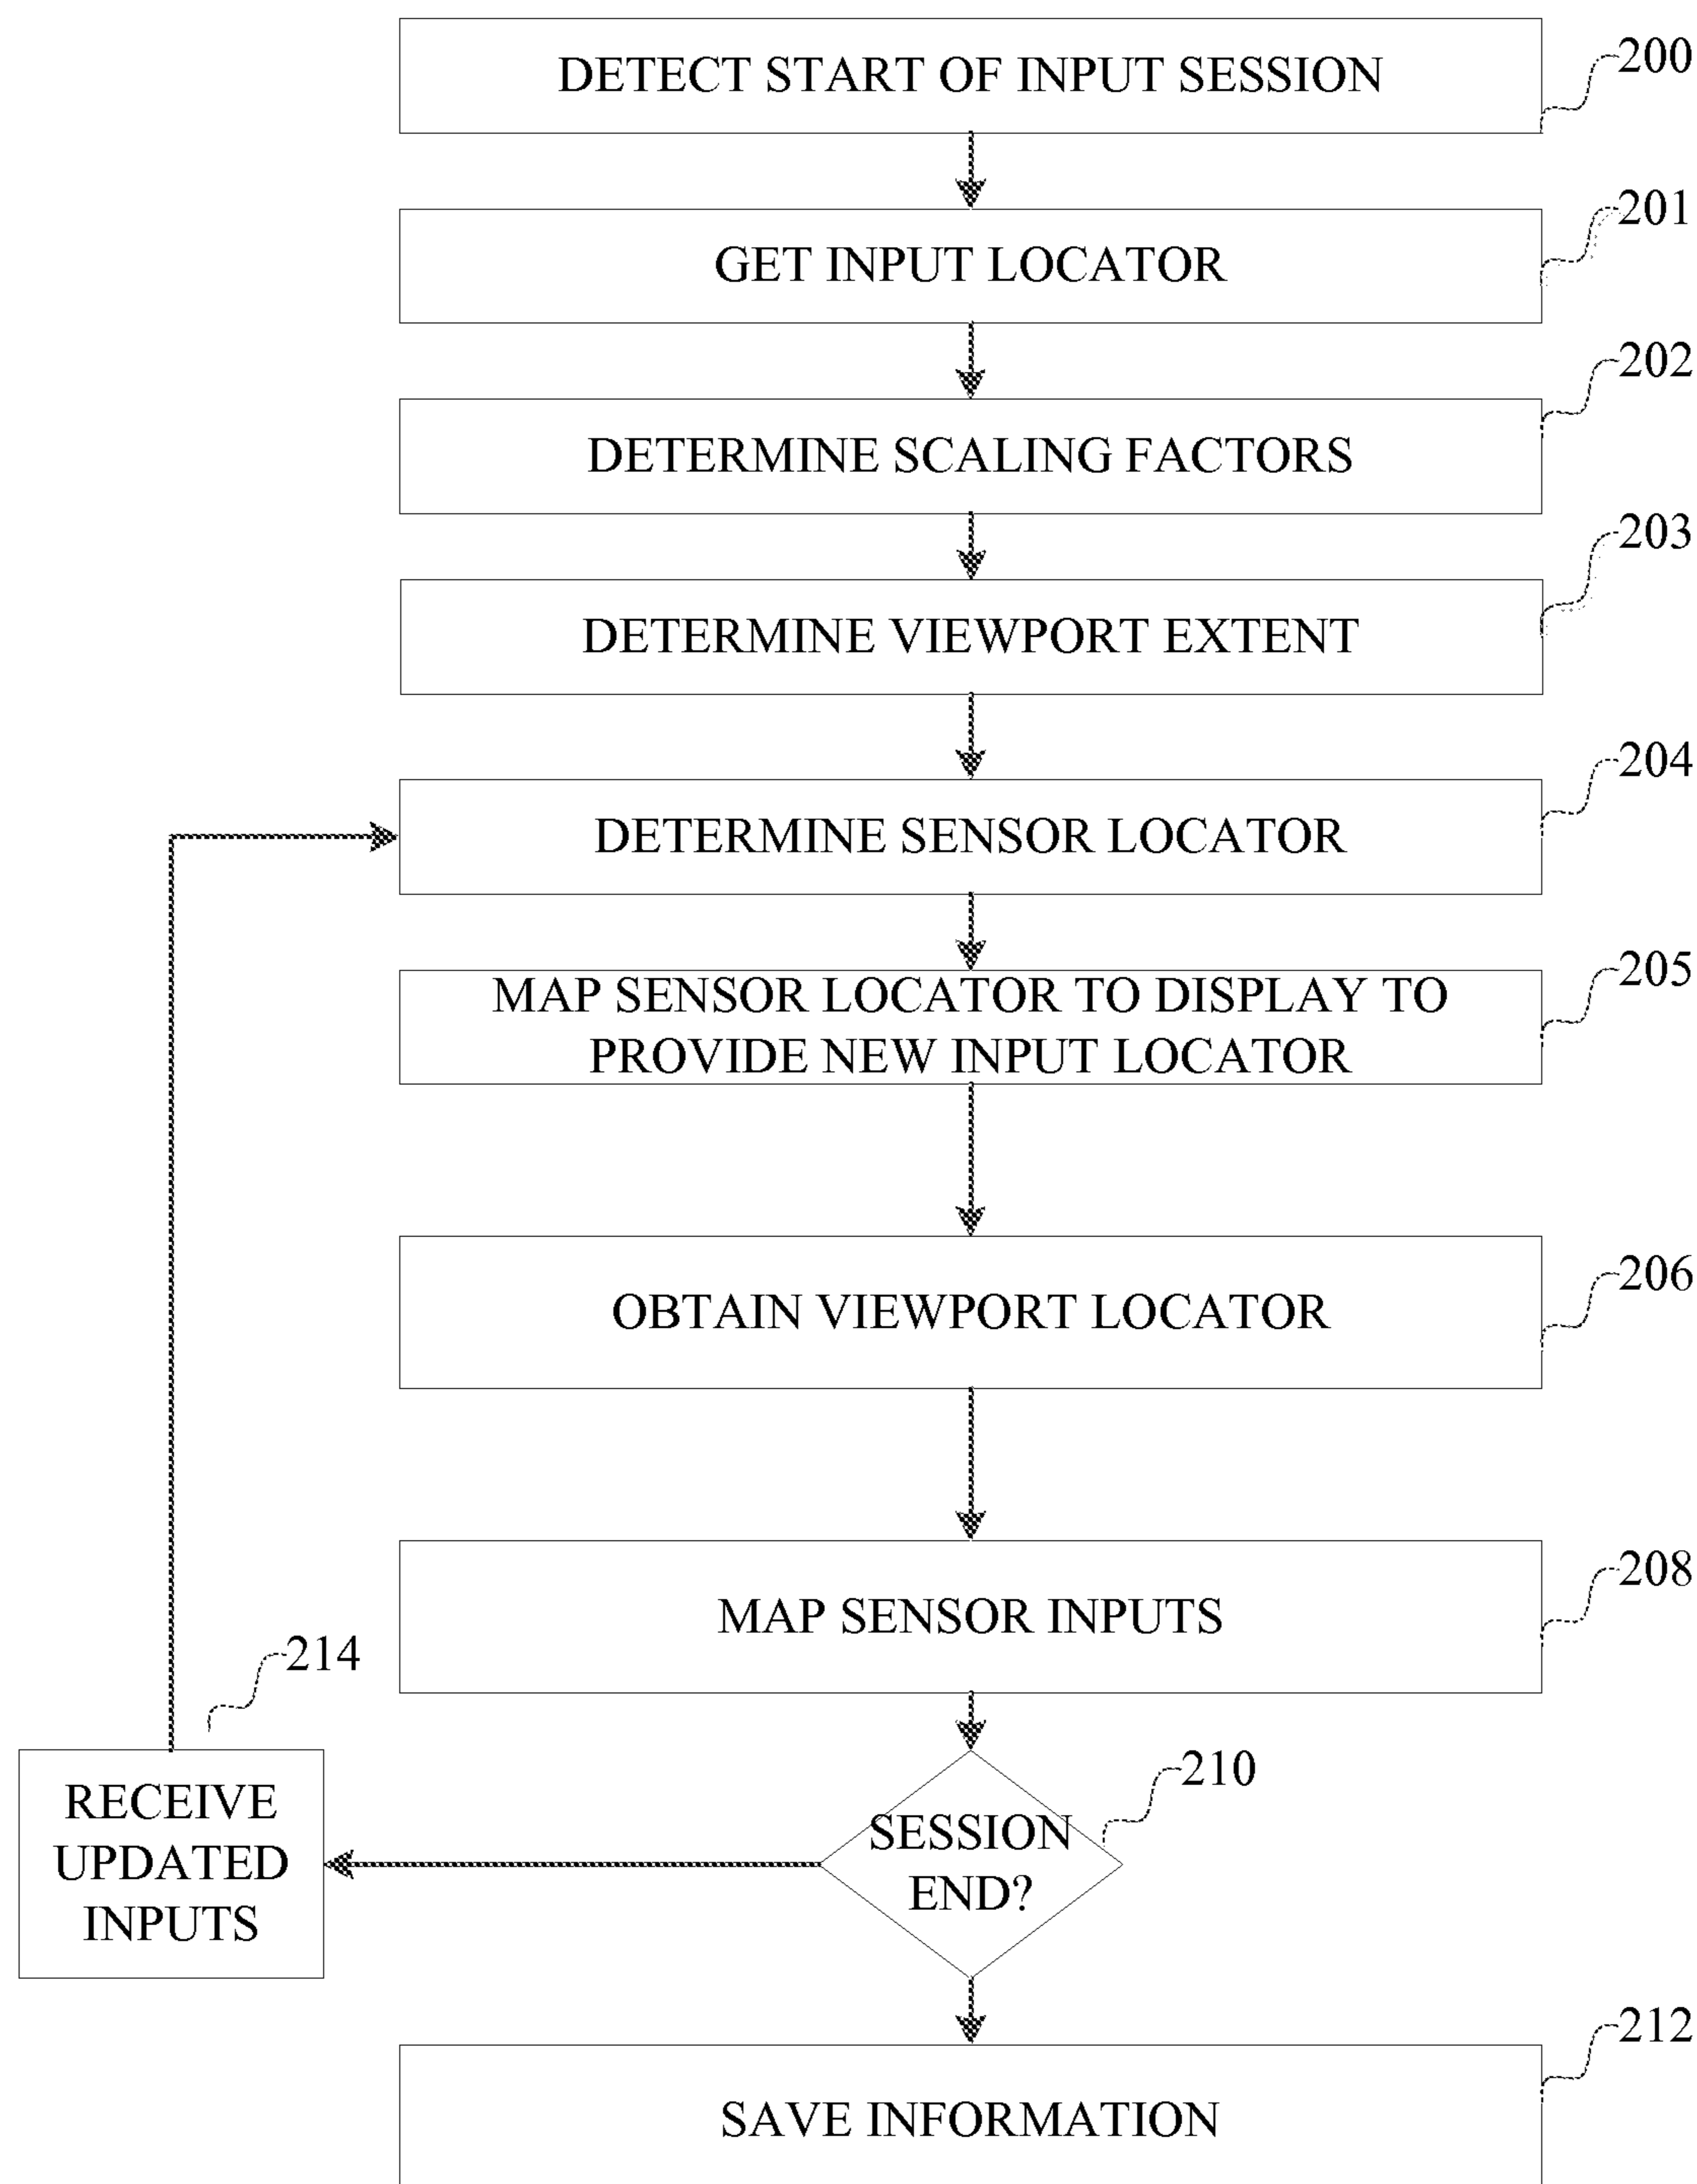 DETECT START OF INPUT SESSION
200
GET INPUT LOCATOR
201
DETERMINE SCALING FACTORS
202
DETERMINE VIEWPORT EXTENT
203
DETERMINE SENSOR LOCATOR
204
MAP SENSOR LOCATOR TO DISPLAY TO
PROVIDE NEW INPUT LOCATOR
205
OBTAIN VIEWPORT LOCATOR
206
MAP SENSOR INPUTS
208
SESSION
END?
210
RECEIVE
UPDATED
INPUTS
214
SAVE INFORMATION
212